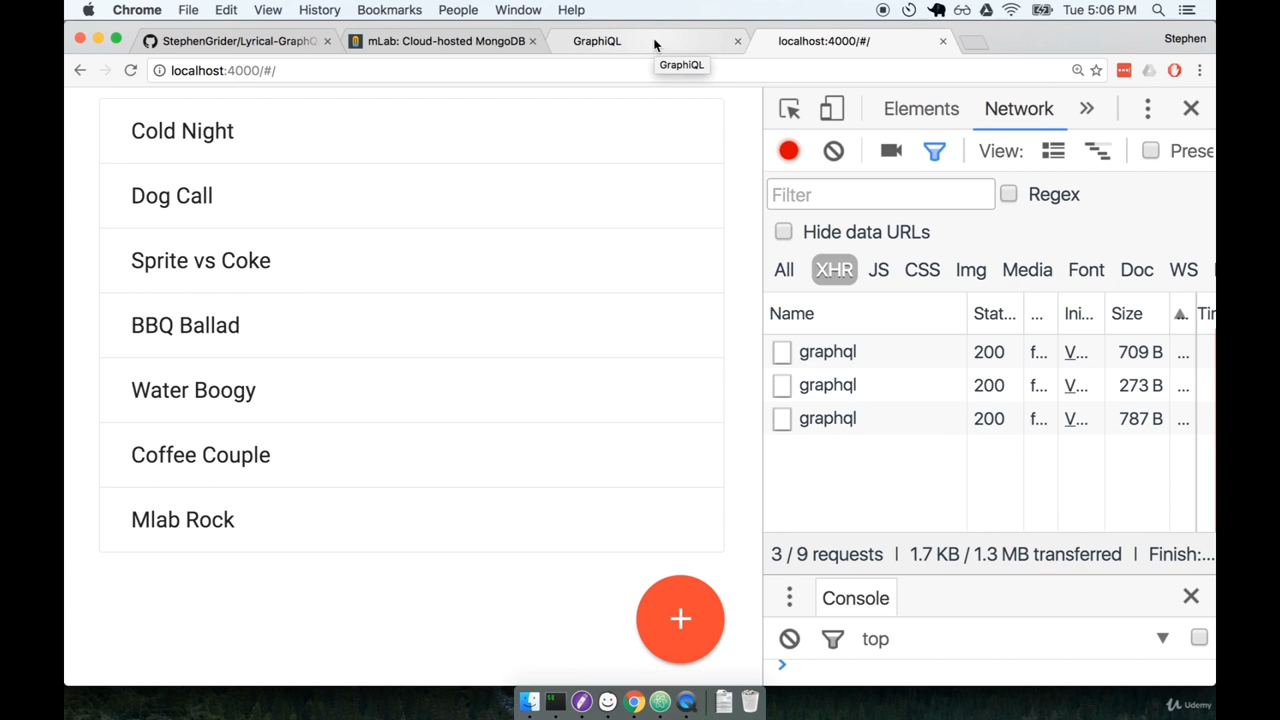 Chrome File Edit View History Bookmarks People Window Help Tue 5:06 PM
StephenGrider/Lyrical-GraphQ mLab: Cloud-hosted MongoDB GraphiQL localhost:4000/#/ Stephen
GraphiQL
localhost:4000/#/
Cold Night
Dog Call
Sprite vs Coke
BBQ Ballad
Water Boogy
Coffee Couple
Mlab Rock
+
Elements Network »
View: Prese
Filter Regex
Hide data URLs
All XHR JS CSS Img Media Font Doc WS
Name Stat... ... Ini... Size Tir
graphql 200 f... V... 709 B ...
graphql 200 f... V... 273 B ...
graphql 200 f... V... 787 B ...
3 / 9 requests | 1.7 KB / 1.3 MB transferred | Finish:...
Console
top
Udemy